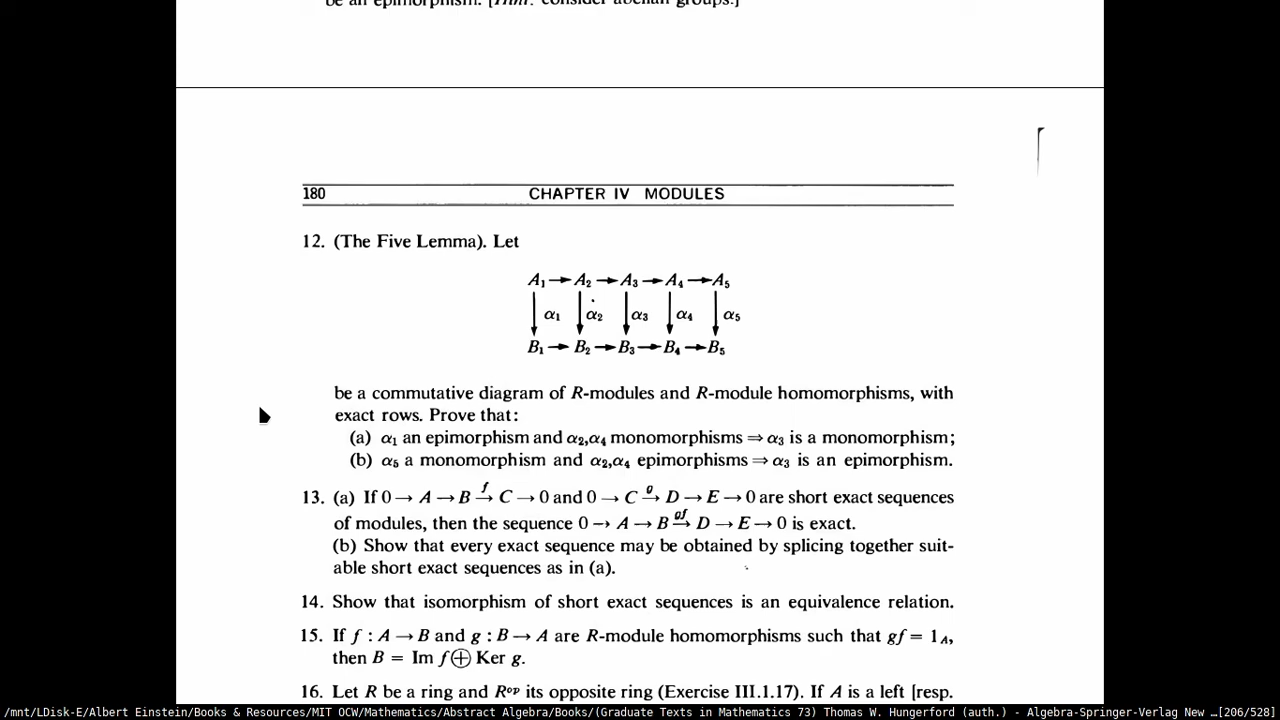 be an epimorphism. [Hint: consider abelian groups.]
180 CHAPTER IV MODULES
12. (The Five Lemma). Let
A₁ → A₂ → A₃ → A₄ → A₅
α₁ α₂ α₃ α₄ α₅
B₁ → B₂ → B₃ → B₄ → B₅
be a commutative diagram of R-modules and R-module homomorphisms, with
exact rows. Prove that:
(a) α₁ an epimorphism and α₂,α₄ monomorphisms ⇒ α₃ is a monomorphism;
(b) α₅ a monomorphism and α₂,α₄ epimorphisms ⇒ α₃ is an epimorphism.
13. (a) If 0 → A → B →ᶠ C → 0 and 0 → C →ᵍ D → E → 0 are short exact sequences
of modules, then the sequence 0 → A → B →ᵍᶠ D → E → 0 is exact.
(b) Show that every exact sequence may be obtained by splicing together suit-
able short exact sequences as in (a).
14. Show that isomorphism of short exact sequences is an equivalence relation.
15. If f : A → B and g : B → A are R-module homomorphisms such that gf = 1_A,
then B = Im f ⊕ Ker g.
16. Let R be a ring and Rᵒᵖ its opposite ring (Exercise III.1.17). If A is a left [resp.
/mnt/LDisk-E/Albert Einstein/Books & Resources/MIT OCW/Mathematics/Abstract Algebra/Books/(Graduate Texts in Mathematics 73) Thomas W. Hungerford (auth.) - Algebra-Springer-Verlag New …[206/528]